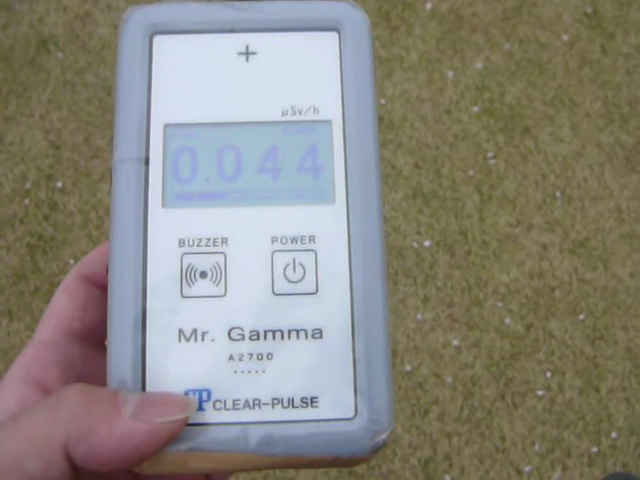 +
μSv/h
0.044
BUZZER
POWER
Mr. Gamma
A2700
CLEAR-PULSE